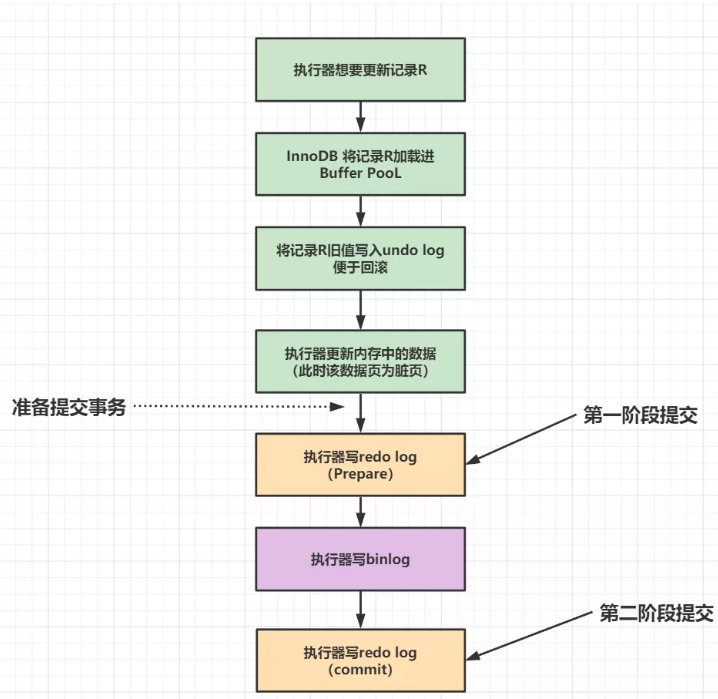 执行器想要更新记录R
InnoDB 将记录R加载进
Buffer PooL
将记录R旧值写入undo log
便于回滚
执行器更新内存中的数据
（此时该数据页为脏页）
准备提交事务
第一阶段提交
执行器写redo log
（Prepare）
执行器写binlog
第二阶段提交
执行器写redo log
（commit）